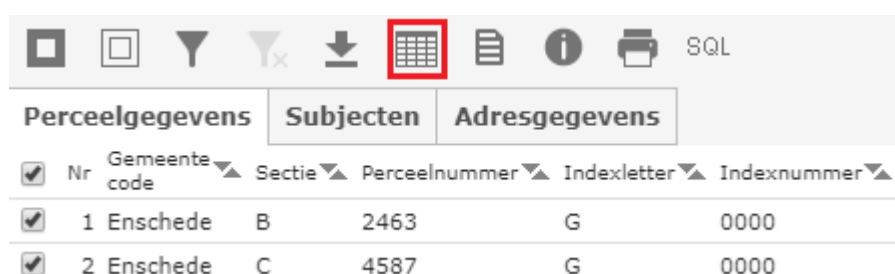 SQL
Perceelgegevens Subjecten Adresgegevens
Nr Gemeente code Sectie Perceelnummer Indexletter Indexnummer
1 Enschede B 2463 G 0000
2 Enschede C 4587 G 0000